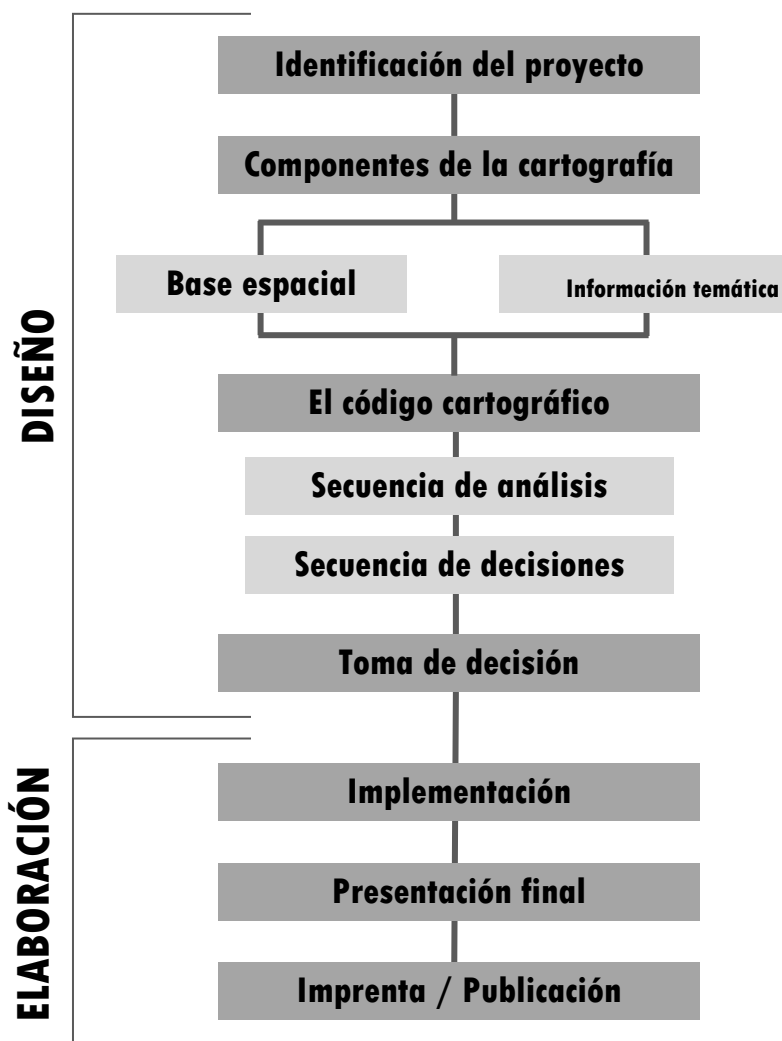 DISEÑO
Identificación del proyecto
Componentes de la cartografía
Base espacial
Información temática
El código cartográfico
Secuencia de análisis
Secuencia de decisiones
Toma de decisión
ELABORACIÓN
Implementación
Presentación final
Imprenta / Publicación